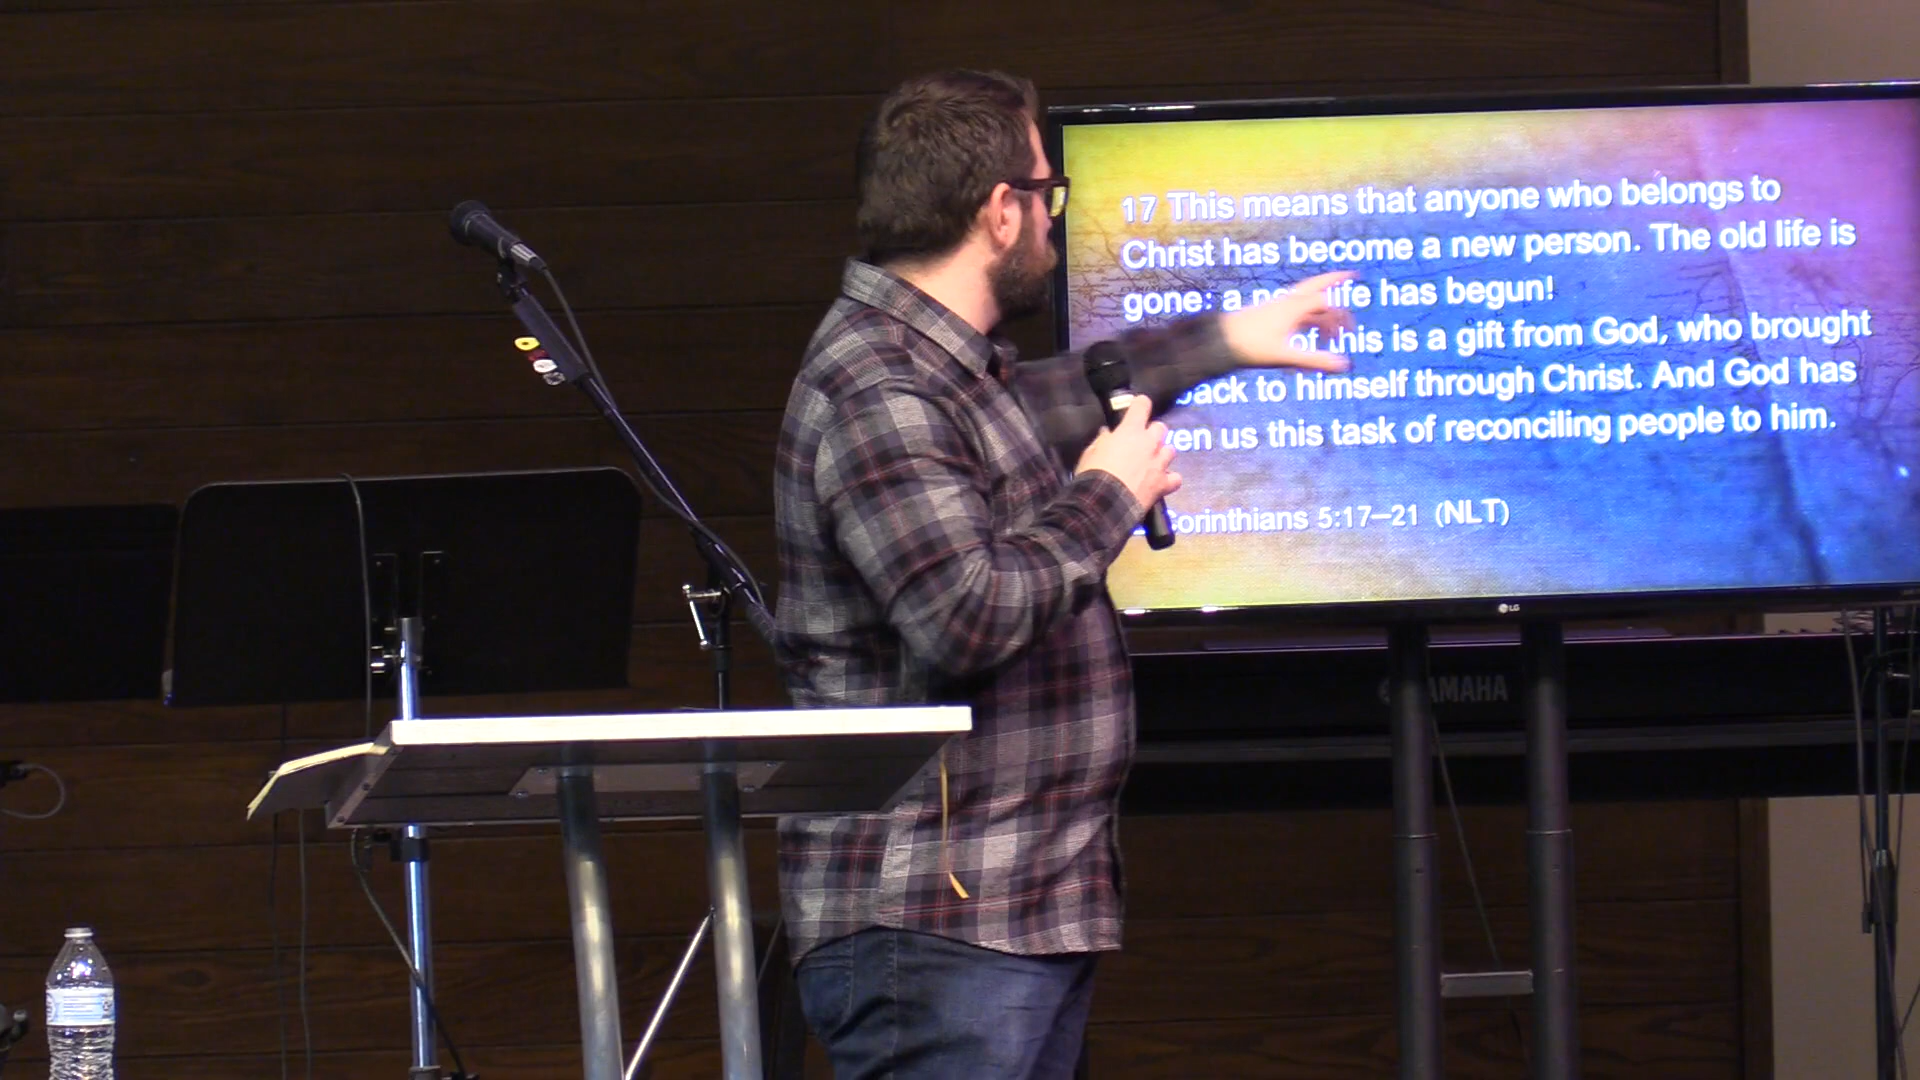 17 This means that anyone who belongs to
Christ has become a new person. The old life is
gone; a new life has begun!
of this is a gift from God, who brought
back to himself through Christ. And God has
us this task of reconciling people to him.
Corinthians 5:17–21 (NLT)
LG
YAMAHA